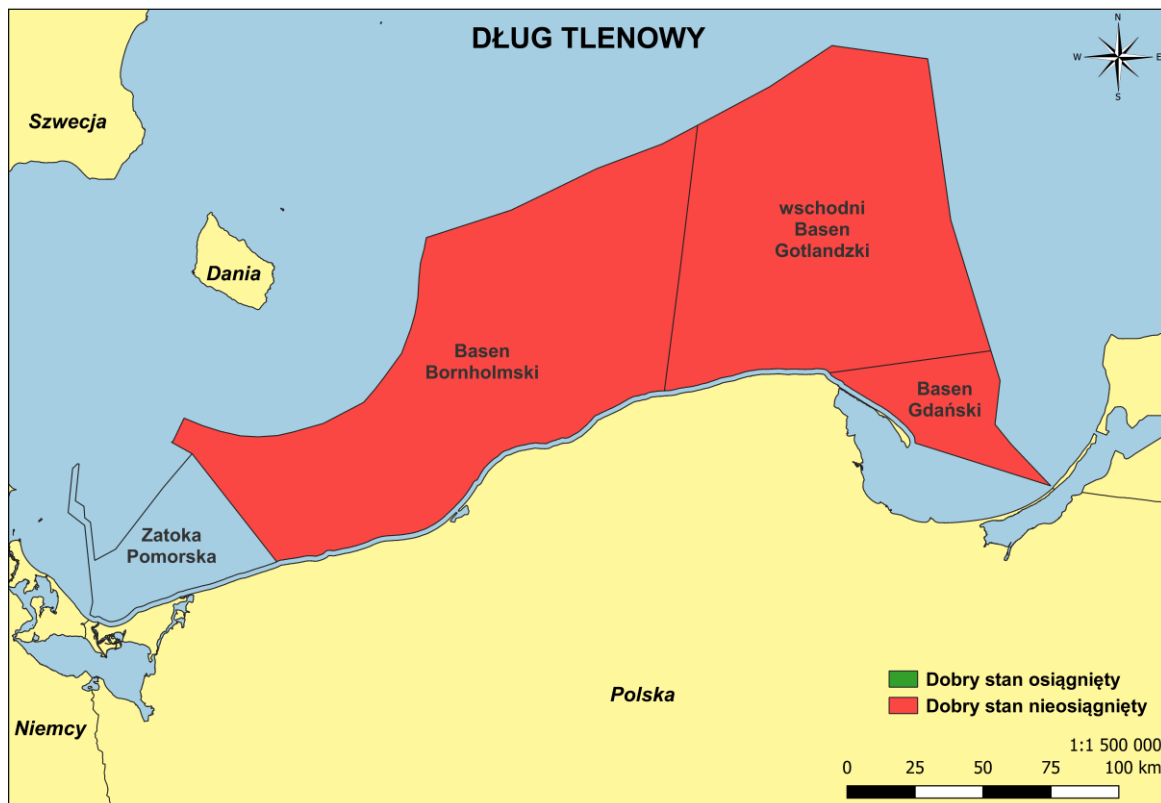 DŁUG TLENOWY
N
W
E
S
Szwecja
wschodni
Basen
Gotlandzki
Dania
Basen
Bornholmski
Basen
Gdański
Zatoka
Pomorska
Polska
Niemcy
Dobry stan osiągnięty
Dobry stan nieosiągnięty
1:1 500 000
0 25 50 75 100 km